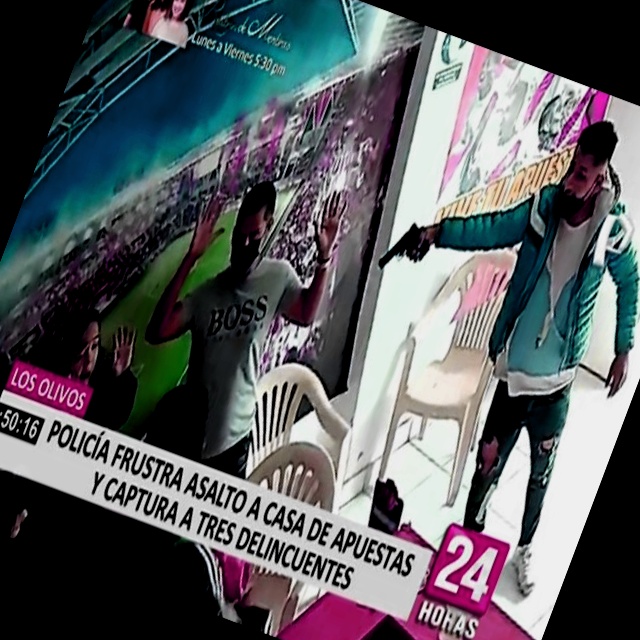 Lunes a Viernes 5:30 pm
BOSS
LOS OLIVOS
:50:16
POLICÍA FRUSTRA ASALTO A CASA DE APUESTAS
Y CAPTURA A TRES DELINCUENTES
24
HORAS